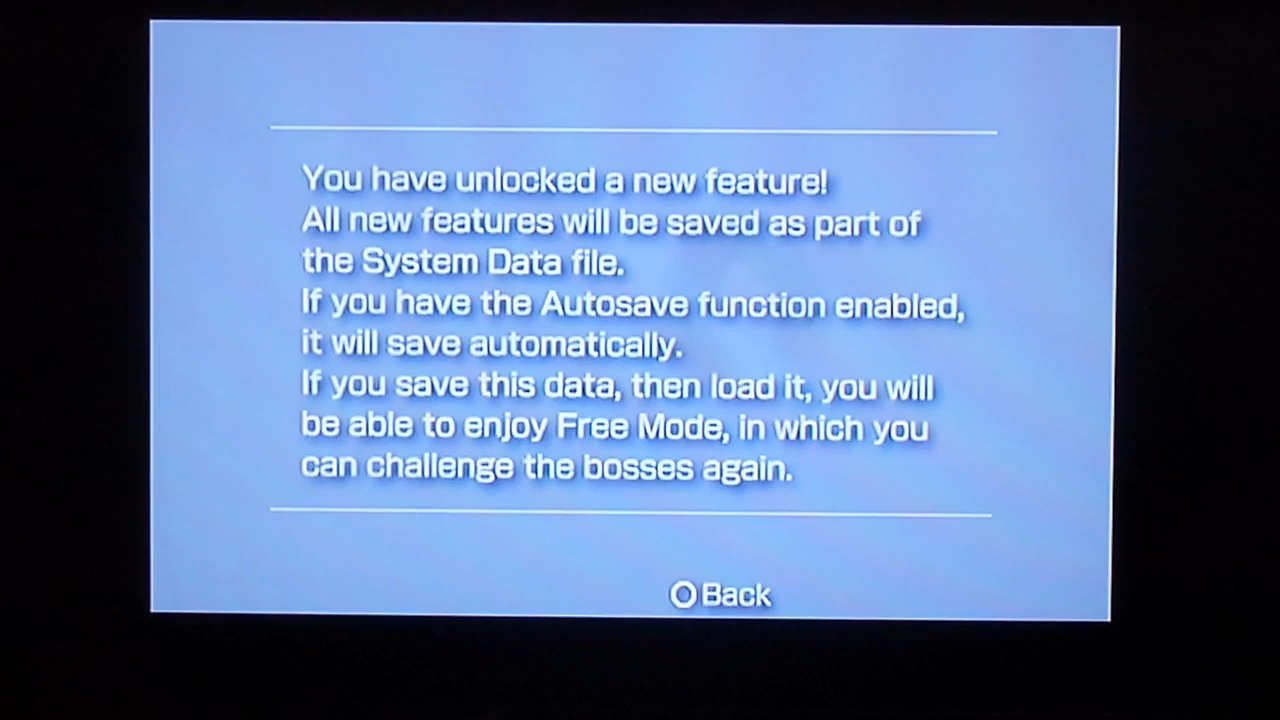 You have unlocked a new feature!
All new features will be saved as part of
the System Data file.
If you have the Autosave function enabled,
it will save automatically.
If you save this data, then load it, you will
be able to enjoy Free Mode, in which you
can challenge the bosses again.
Back